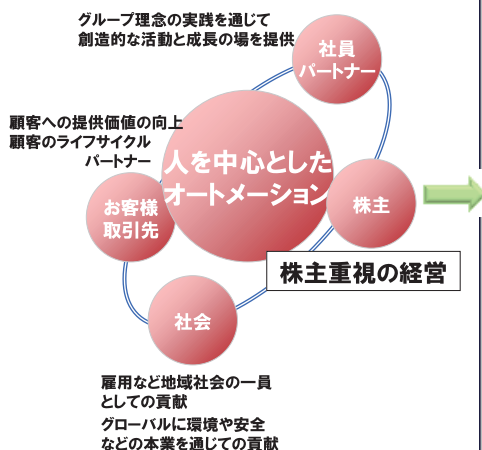 グループ理念の実践を通じて
創造的な活動と成長の場を提供
社員
パートナー
顧客への提供価値の向上
顧客のライフサイクル
パートナー
人を中心とした
オートメーション
お客様
取引先
株主
株主重視の経営
社会
雇用など地域社会の一員
としての貢献
グローバルに環境や安全
などの本業を通じての貢献